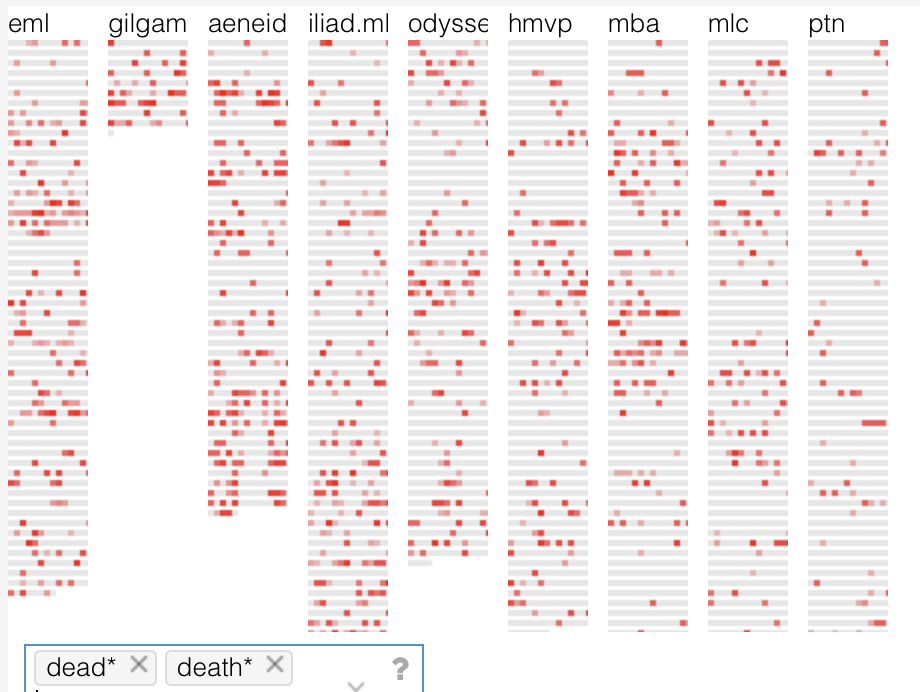 eml gilgam aeneid iliad.ml odysse hmvp mba mlc ptn
dead* × death* × ?